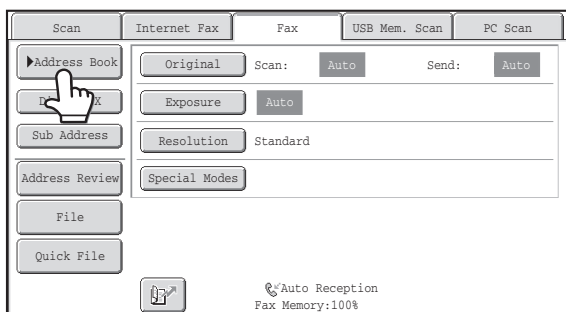 Scan Internet Fax Fax USB Mem. Scan PC Scan
Address Book
Original Scan: Auto Send: Auto
X
Exposure Auto
Sub Address
Resolution Standard
Address Review
Special Modes
File
Quick File
Auto Reception
Fax Memory:100%